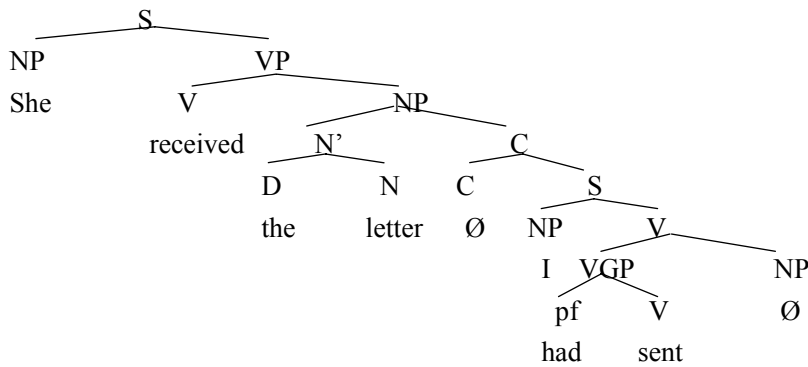 S
NP VP
She V NP
received N’ C
D N C S
the letter Ø NP V
I VGP NP
pf V Ø
had sent